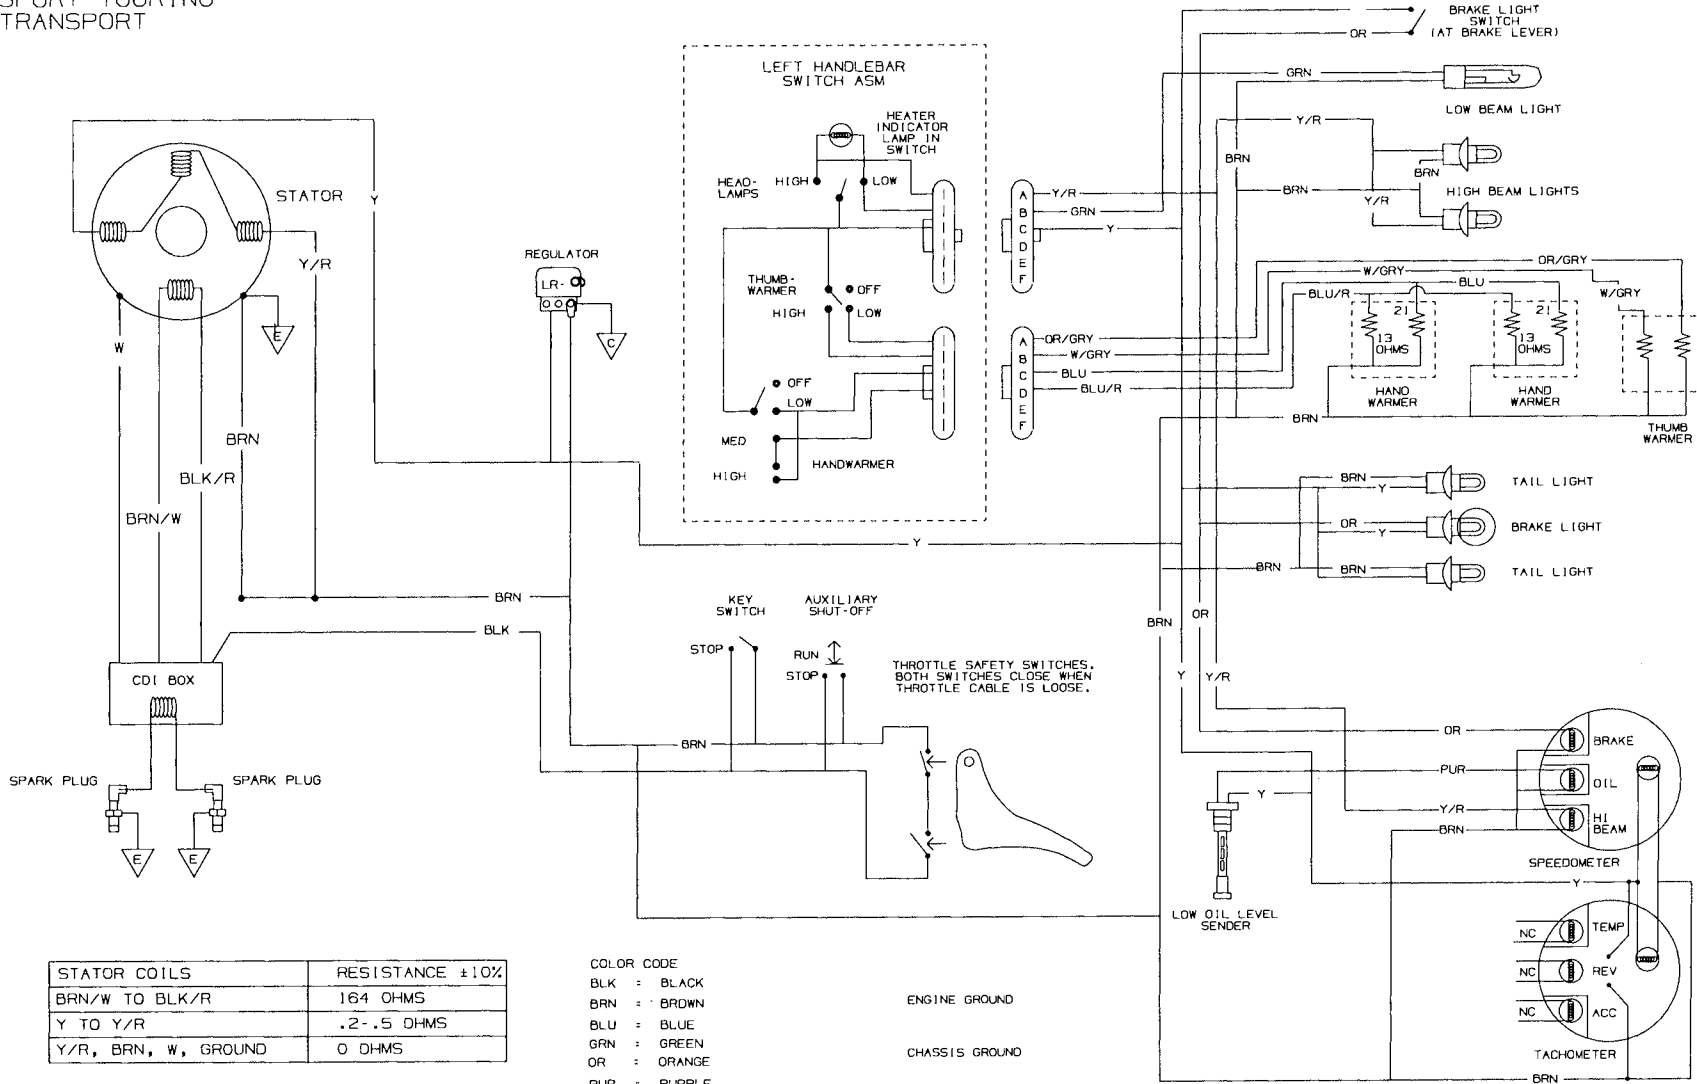 TRANSPORT
BRAKE LIGHT
SWITCH
(AT BRAKE LEVER)
OR
LEFT HANDLEBAR
SWITCH ASM
GRN
LOW BEAM LIGHT
HEATER
INDICATOR
LAMP IN
SWITCH
Y/R
BRN
BRN
HEAD-
LAMPS
HIGH
LOW
STATOR
Y
A
B
C
D
E
F
Y/R
GRN
Y
BRN
HIGH BEAM LIGHTS
Y/R
Y/R
REGULATOR
LR-
THUMB-
WARMER
OFF
HIGH
LOW
OR/GRY
W/GRY
BLU
BLU/R
W/GRY
21
13
OHMS
21
13
OHMS
HAND
WARMER
HAND
WARMER
THUMB
WARMER
E
C
W
A
B
C
D
E
F
OR/GRY
W/GRY
BLU
BLU/R
BRN
OFF
LOW
MED
HIGH
HANDWARMER
BRN
BLK/R
BRN/W
BRN
Y
TAIL LIGHT
OR
Y
BRAKE LIGHT
Y
BRN
BRN
TAIL LIGHT
BRN
KEY
SWITCH
AUXILIARY
SHUT-OFF
BLK
STOP
RUN
STOP
BRN
OR
Y
Y/R
THROTTLE SAFETY SWITCHES.
BOTH SWITCHES CLOSE WHEN
THROTTLE CABLE IS LOOSE.
CDI BOX
BRN
SPARK PLUG
SPARK PLUG
E
E
OR
BRAKE
PUR
OIL
Y
Y/R
HI
BEAM
BRN
SPEEDOMETER
Y
LOW OIL LEVEL
SENDER
NC
TEMP
NC
REV
NC
ACC
TACHOMETER
BRN
STATOR COILS RESISTANCE ±10%
BRN/W TO BLK/R 164 OHMS
Y TO Y/R .2-.5 OHMS
Y/R, BRN, W, GROUND 0 OHMS
COLOR CODE
BLK = BLACK
BRN = BROWN
BLU = BLUE
GRN = GREEN
OR = ORANGE
PUR = PURPLE
ENGINE GROUND
CHASSIS GROUND